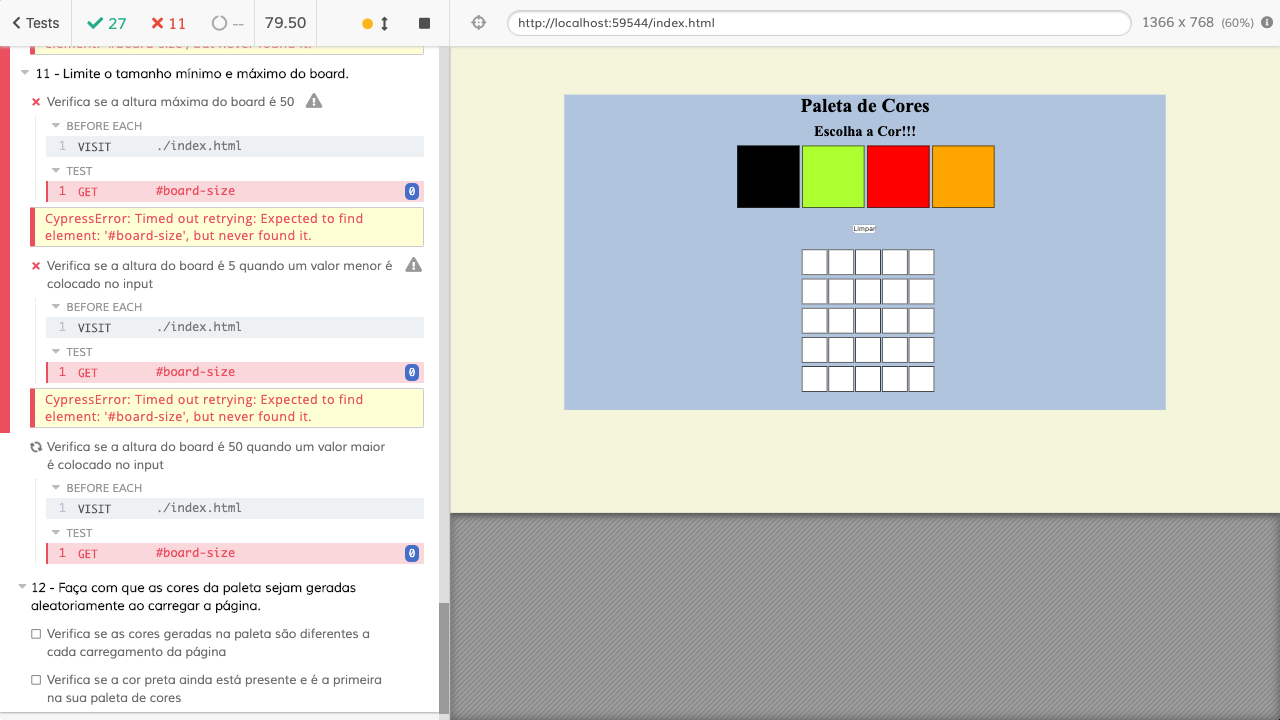 Tests 27 11 -- 79.50
http://localhost:59544/index.html
1366 x 768 (60%)
element: '#board-size', but never found it.
11 - Limite o tamanho mínimo e máximo do board.
Verifica se a altura máxima do board é 50
BEFORE EACH
1 VISIT ./index.html
TEST
1 GET #board-size 0
CypressError: Timed out retrying: Expected to find
element: '#board-size', but never found it.
Verifica se a altura do board é 5 quando um valor menor é
colocado no input
BEFORE EACH
1 VISIT ./index.html
TEST
1 GET #board-size 0
CypressError: Timed out retrying: Expected to find
element: '#board-size', but never found it.
Verifica se a altura do board é 50 quando um valor maior
é colocado no input
BEFORE EACH
1 VISIT ./index.html
TEST
1 GET #board-size 0
12 - Faça com que as cores da paleta sejam geradas
aleatoriamente ao carregar a página.
Verifica se as cores geradas na paleta são diferentes a
cada carregamento da página
Verifica se a cor preta ainda está presente e é a primeira
na sua paleta de cores
Paleta de Cores
Escolha a Cor!!!
Limpar